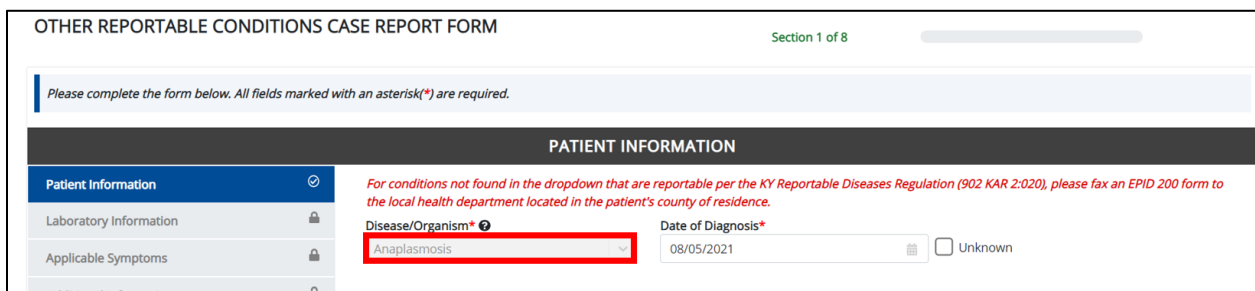 OTHER REPORTABLE CONDITIONS CASE REPORT FORM
Section 1 of 8
Please complete the form below. All fields marked with an asterisk(*) are required.
PATIENT INFORMATION
Patient Information
Laboratory Information
Applicable Symptoms
For conditions not found in the dropdown that are reportable per the KY Reportable Diseases Regulation (902 KAR 2:020), please fax an EPID 200 form to
the local health department located in the patient's county of residence.
Disease/Organism*
Date of Diagnosis*
Anaplasmosis
08/05/2021
Unknown